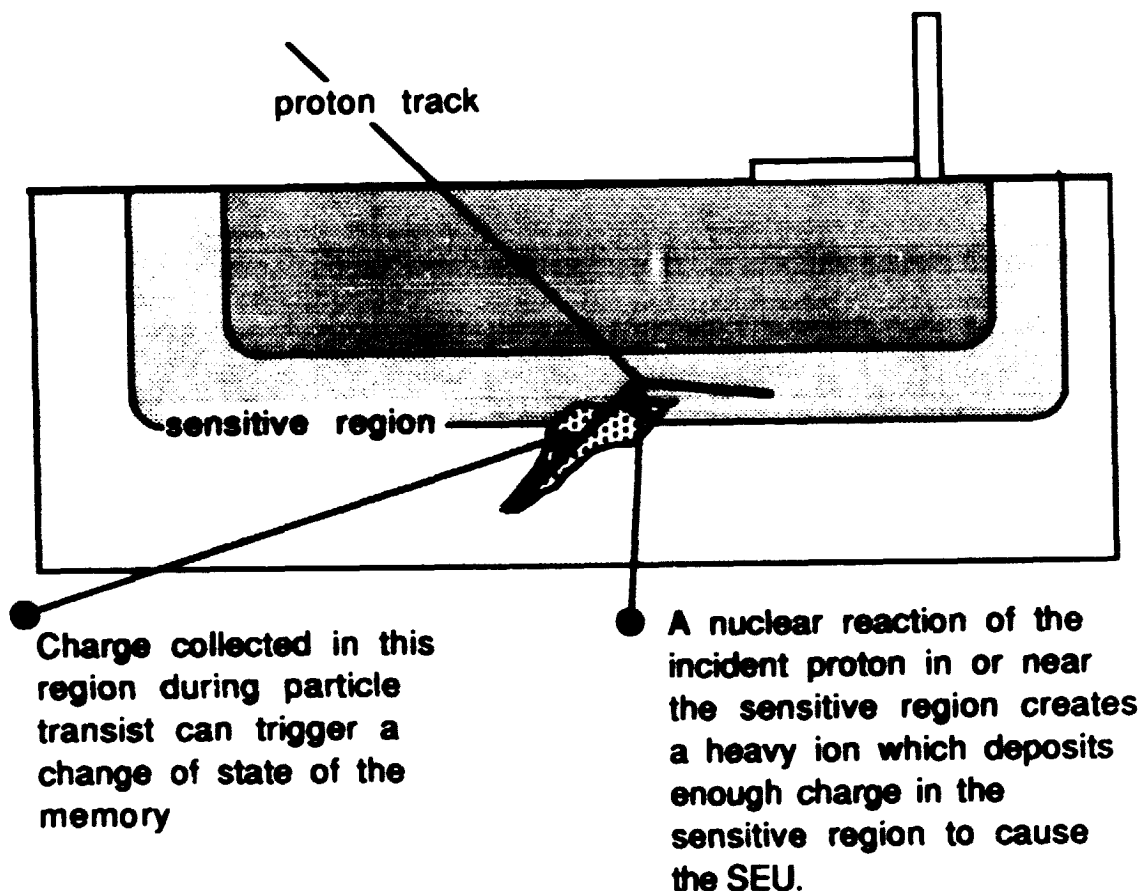 proton track
sensitive region
Charge collected in this
region during particle
transist can trigger a
change of state of the
memory
A nuclear reaction of the
incident proton in or near
the sensitive region creates
a heavy ion which deposits
enough charge in the
sensitive region to cause
the SEU.